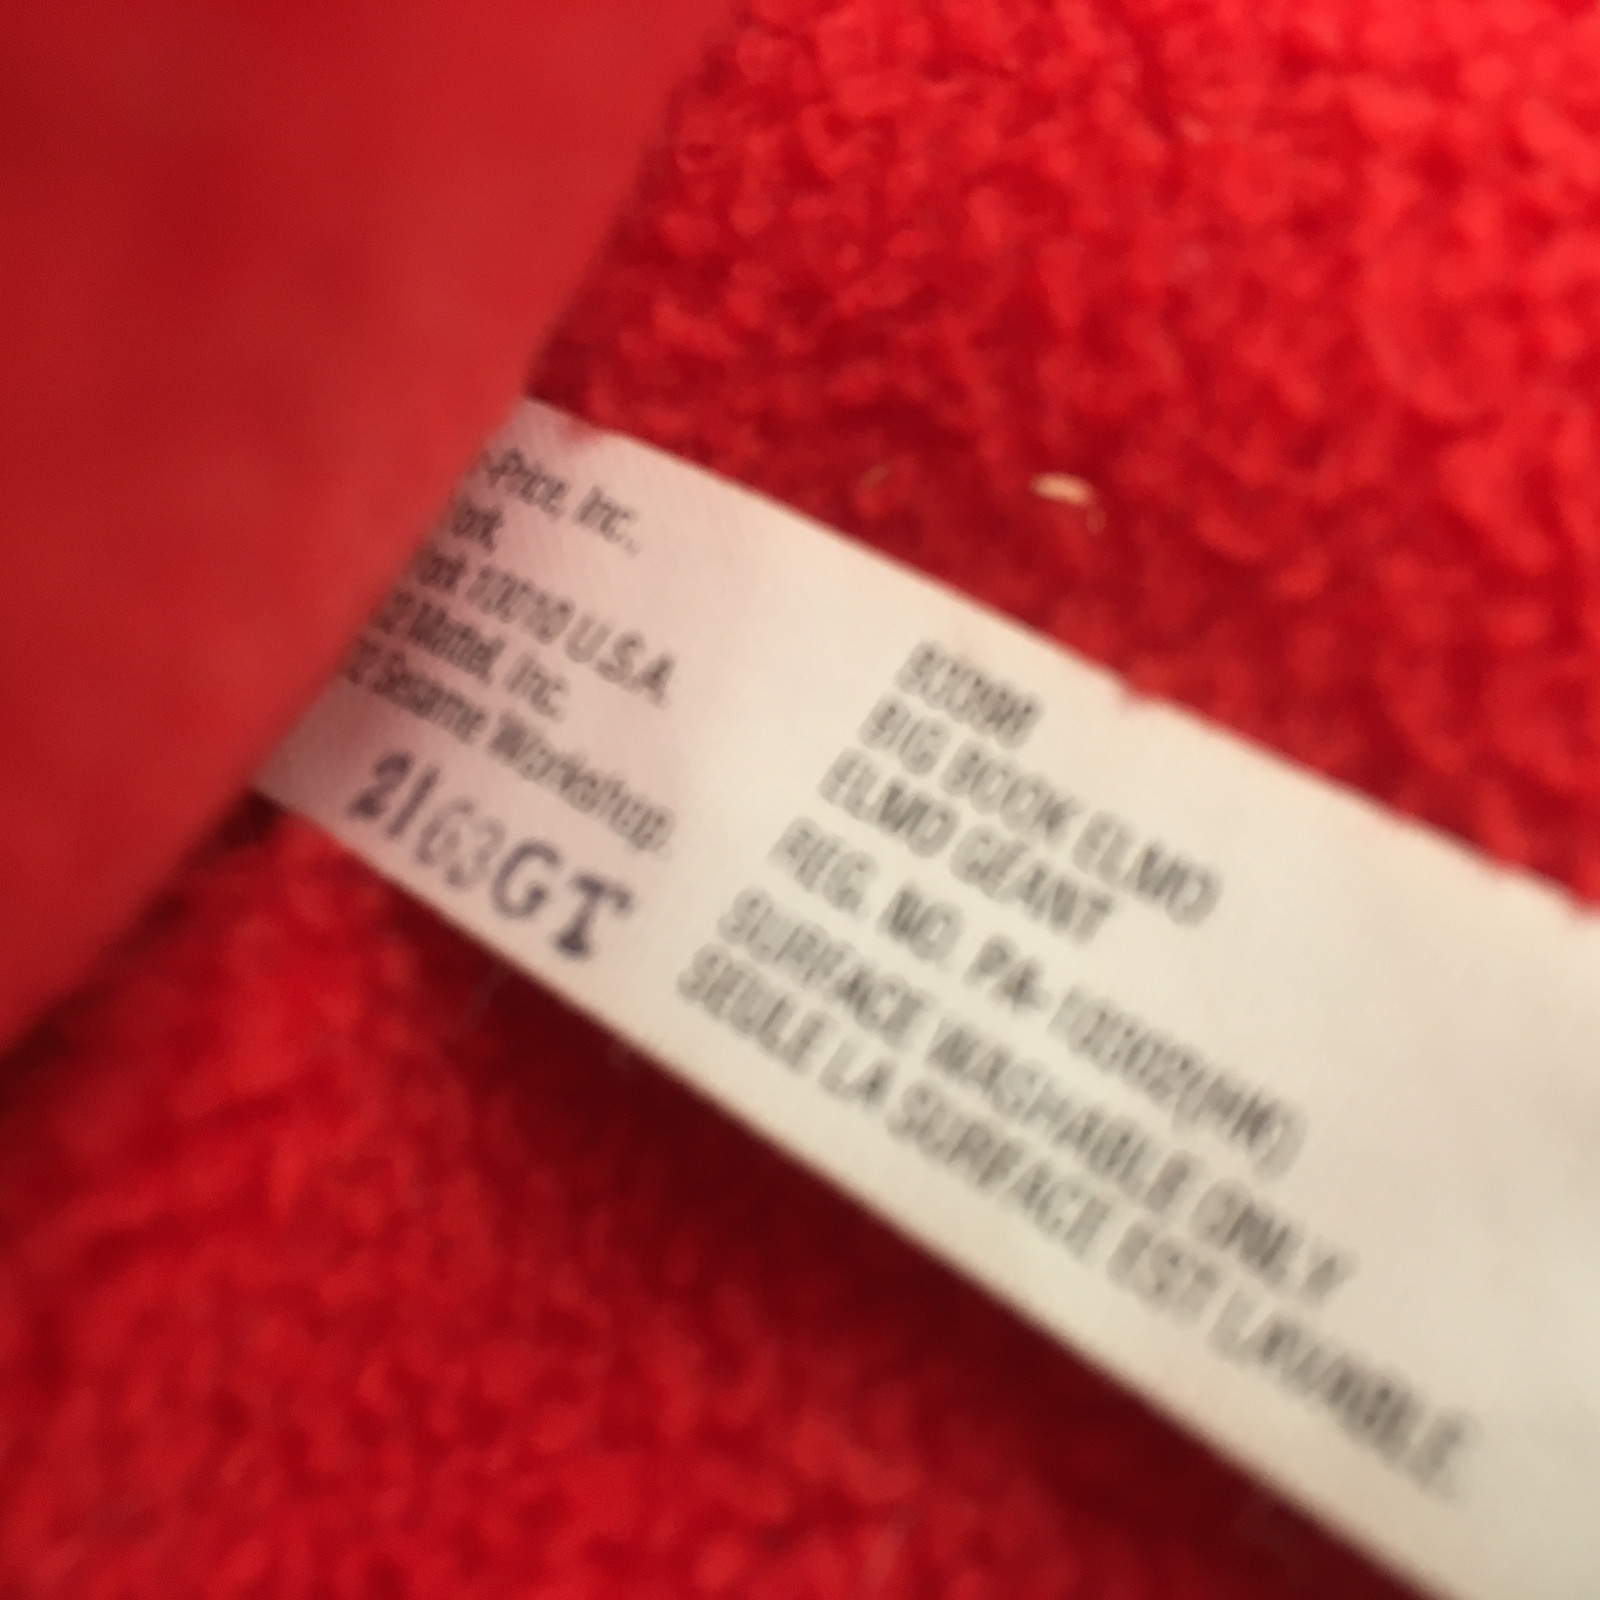 -Price, Inc.,
York
York 10010 U.S.A.
Mattel, Inc.
Sesame Workshop.
2163GT
BIG BOOK ELMO
ELMO GÉANT
REG. NO. PA-
SURFACE WASHABLE ONLY
SEULE LA SURFACE EST LAVABLE.